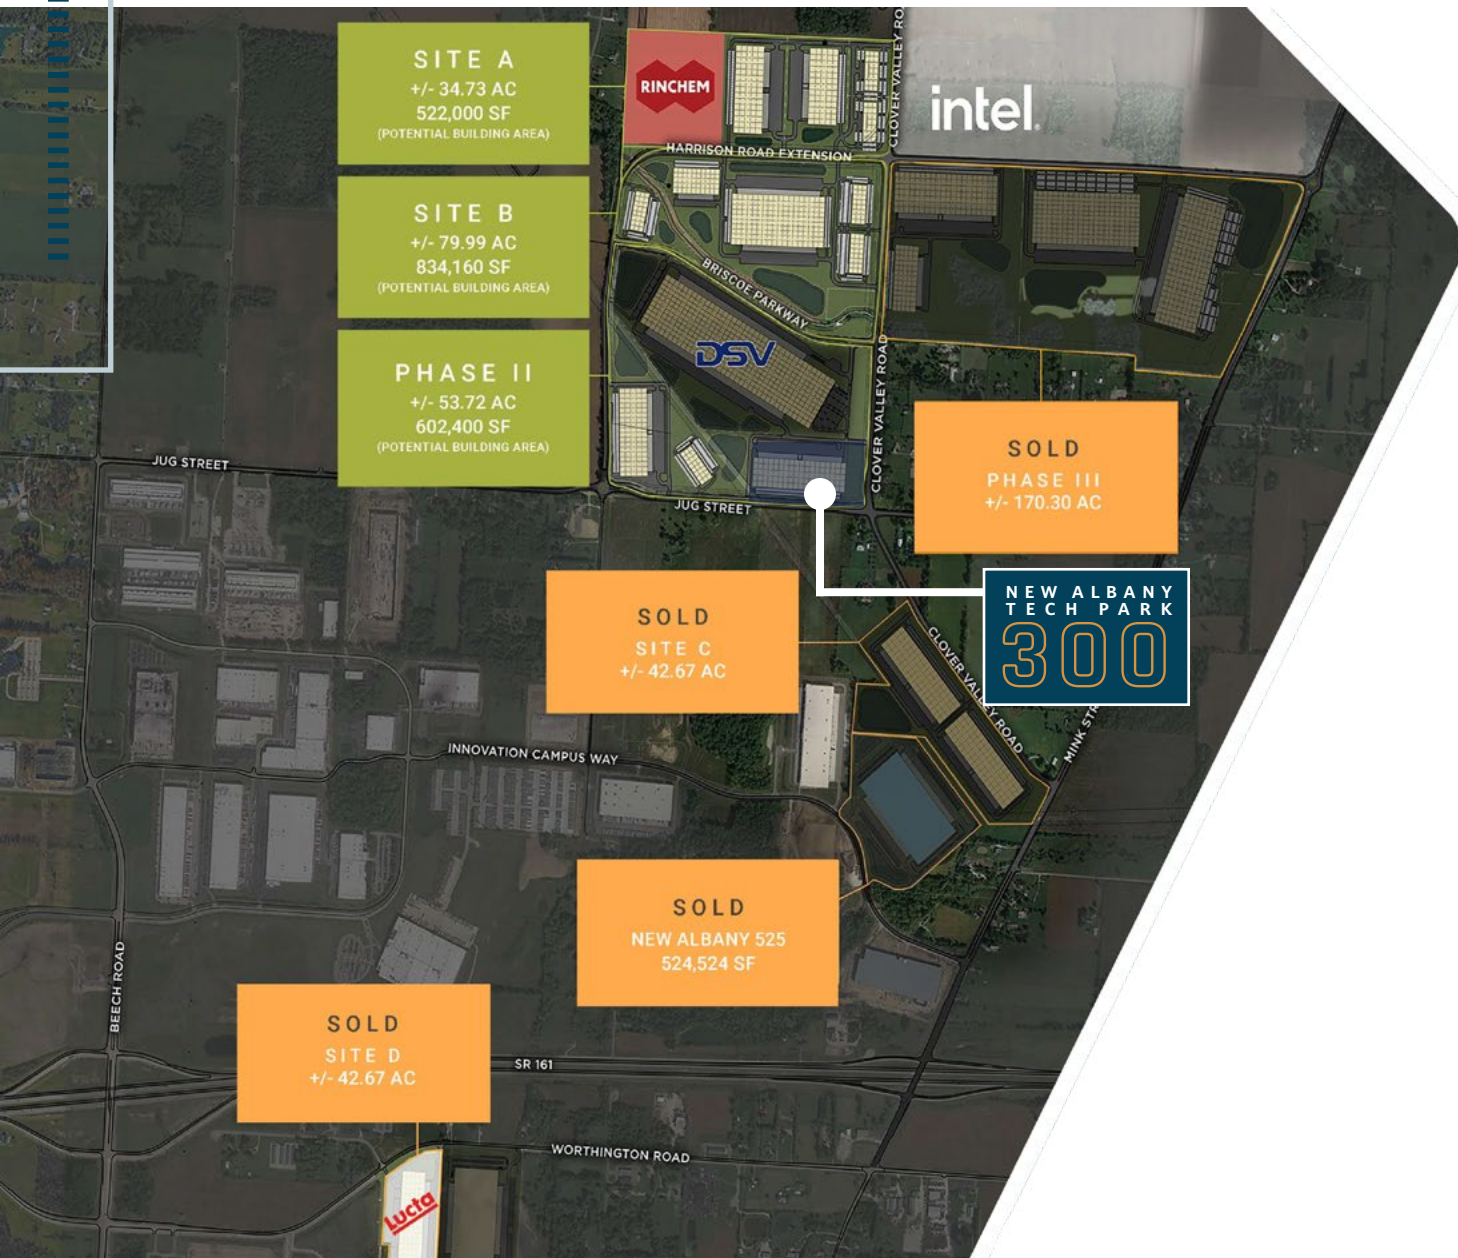 SITE A
+/- 34.73 AC
522,000 SF
(POTENTIAL BUILDING AREA)
RINCHEM
CLOVER VALLEY RO
intel.
HARRISON ROAD EXTENSION
SITE B
+/- 79.99 AC
834,160 SF
(POTENTIAL BUILDING AREA)
BRISCOE PARKWAY
DSV
CLOVER VALLEY ROAD
PHASE II
+/- 53.72 AC
602,400 SF
(POTENTIAL BUILDING AREA)
JUG STREET
JUG STREET
SOLD
PHASE III
+/- 170.30 AC
NEW ALBANY
TECH PARK
300
SOLD
SITE C
+/- 42.67 AC
CLOVER VALLEY ROAD
MINK STR
INNOVATION CAMPUS WAY
SOLD
NEW ALBANY 525
524,524 SF
BEECH ROAD
SOLD
SITE D
+/- 42.67 AC
SR 161
WORTHINGTON ROAD
Lucta